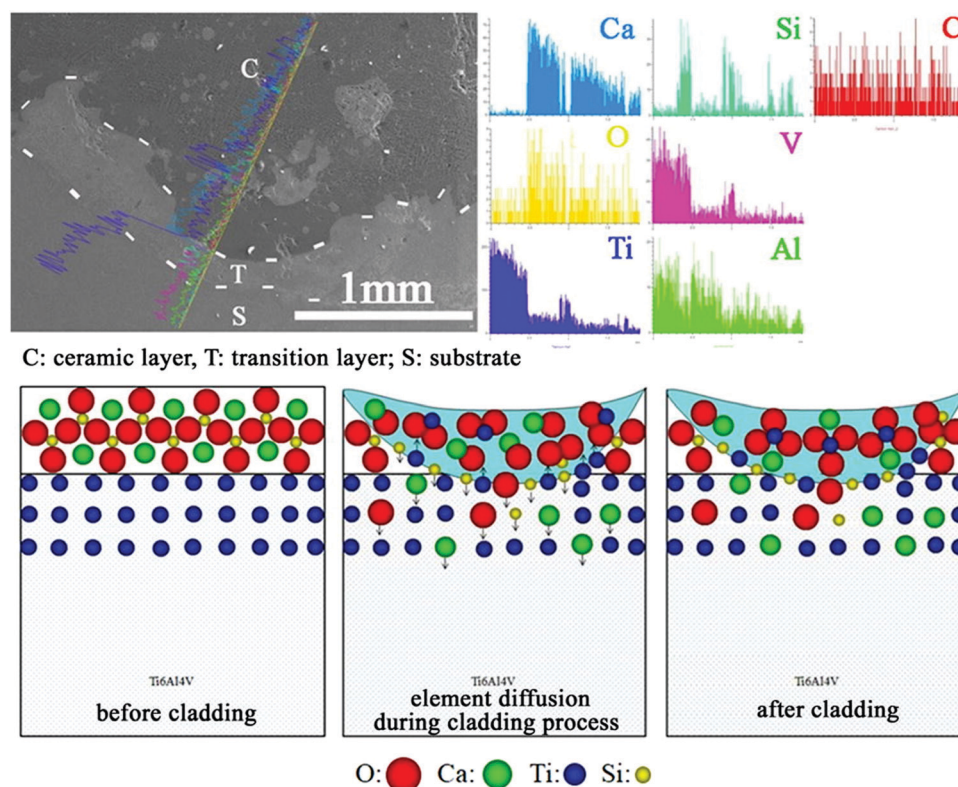 C
T
S
1mm
Ca
Si
C
O
V
Ti
Al
C: ceramic layer, T: transition layer; S: substrate
Ti6Al4V
before cladding
Ti6Al4V
element diffusion
during cladding process
Ti6Al4V
after cladding
O: Ca: Ti: Si: